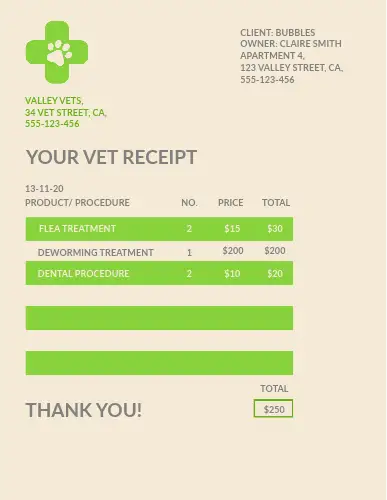 CLIENT: BUBBLES
OWNER: CLAIRE SMITH
APARTMENT 4,
123 VALLEY STREET, CA,
555-123-456
VALLEY VETS,
34 VET STREET, CA,
555-123-456
YOUR VET RECEIPT
13-11-20
PRODUCT/ PROCEDURE NO. PRICE TOTAL
FLEA TREATMENT 2 $15 $30
DEWORMING TREATMENT 1 $200 $200
DENTAL PROCEDURE 2 $10 $20
TOTAL
THANK YOU! $250